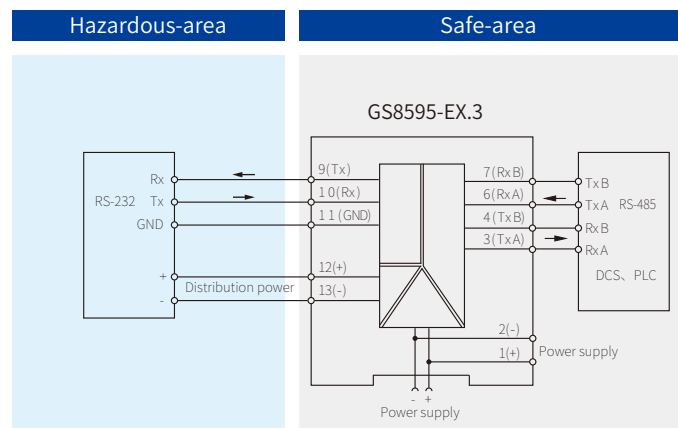 Hazardous-area
Safe-area
GS8595-EX.3
RS-232
Rx
Tx
GND
+
-
Distribution power
9(Tx)
10(Rx)
11(GND)
12(+)
13(-)
7(RxB)
6(RxA)
4(TxB)
3(TxA)
2(-)
1(+)
TxB
TxA
RxB
RxA
RS-485
DCS、PLC
Power supply
- +
Power supply